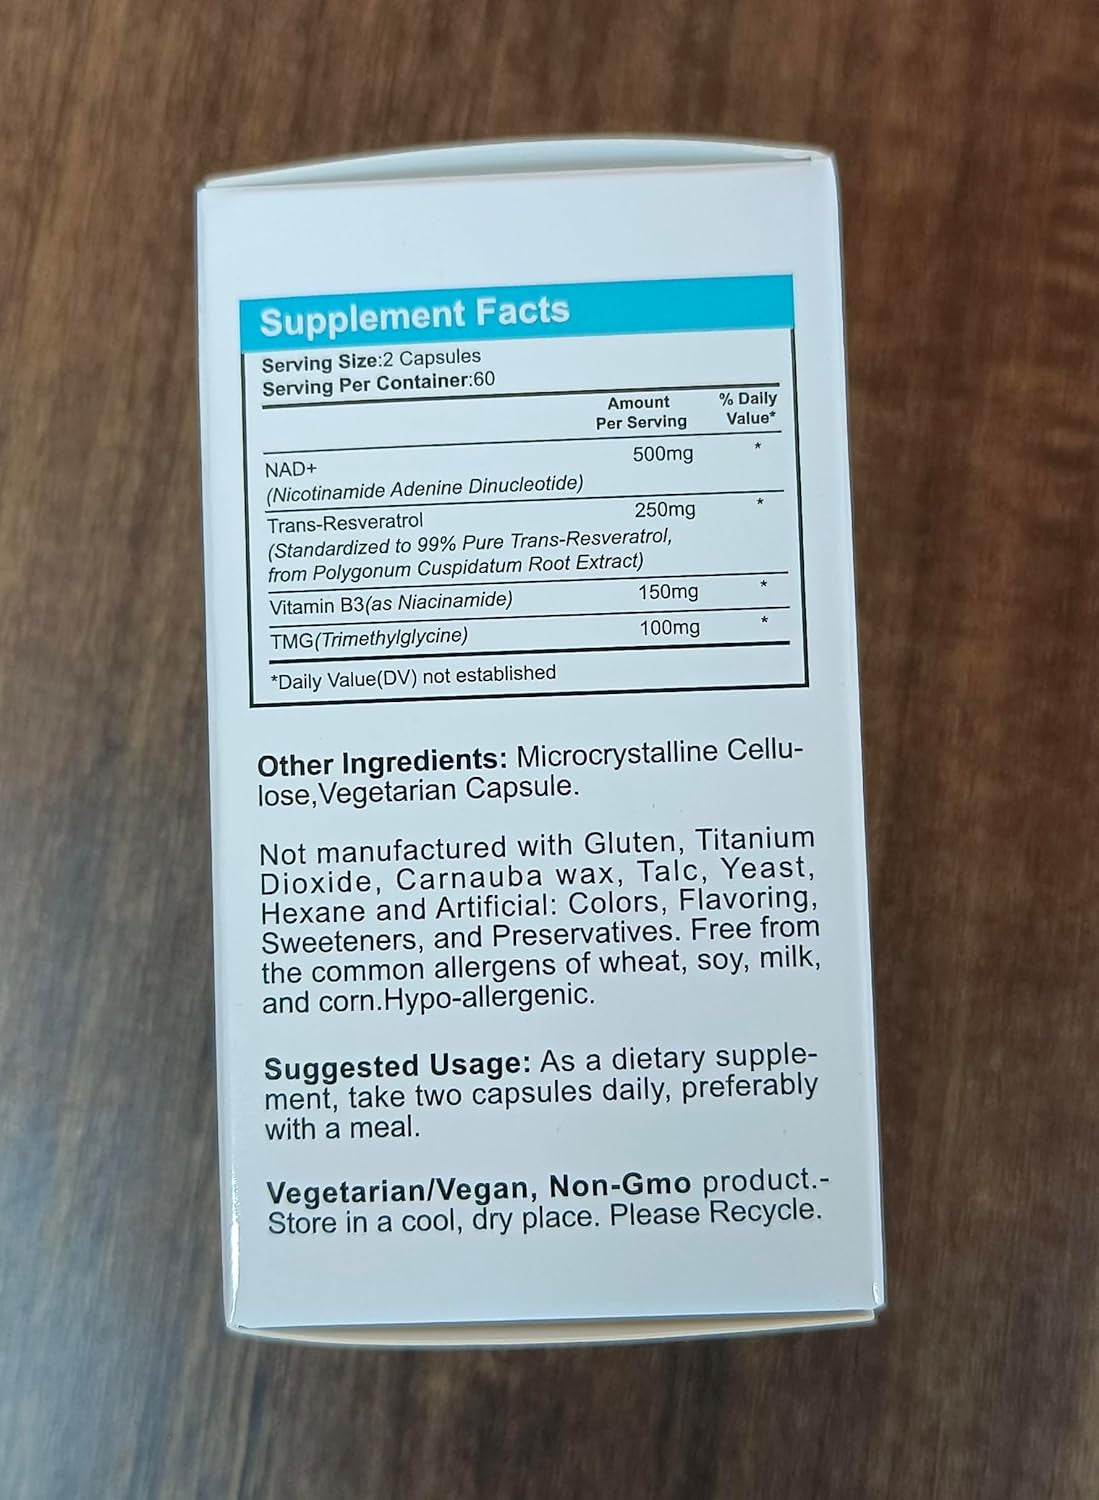 Supplement Facts
Serving Size:2 Capsules
Serving Per Container:60
Amount Per Serving % Daily Value*
NAD+ 500mg *
(Nicotinamide Adenine Dinucleotide)
Trans-Resveratrol 250mg *
(Standardized to 99% Pure Trans-Resveratrol,
from Polygonum Cuspidatum Root Extract)
Vitamin B3(as Niacinamide) 150mg *
TMG(Trimethylglycine) 100mg *
*Daily Value(DV) not established
Other Ingredients: Microcrystalline Cellu-
lose,Vegetarian Capsule.
Not manufactured with Gluten, Titanium
Dioxide, Carnauba wax, Talc, Yeast,
Hexane and Artificial: Colors, Flavoring,
Sweeteners, and Preservatives. Free from
the common allergens of wheat, soy, milk,
and corn.Hypo-allergenic.
Suggested Usage: As a dietary supple-
ment, take two capsules daily, preferably
with a meal.
Vegetarian/Vegan, Non-Gmo product.-
Store in a cool, dry place. Please Recycle.